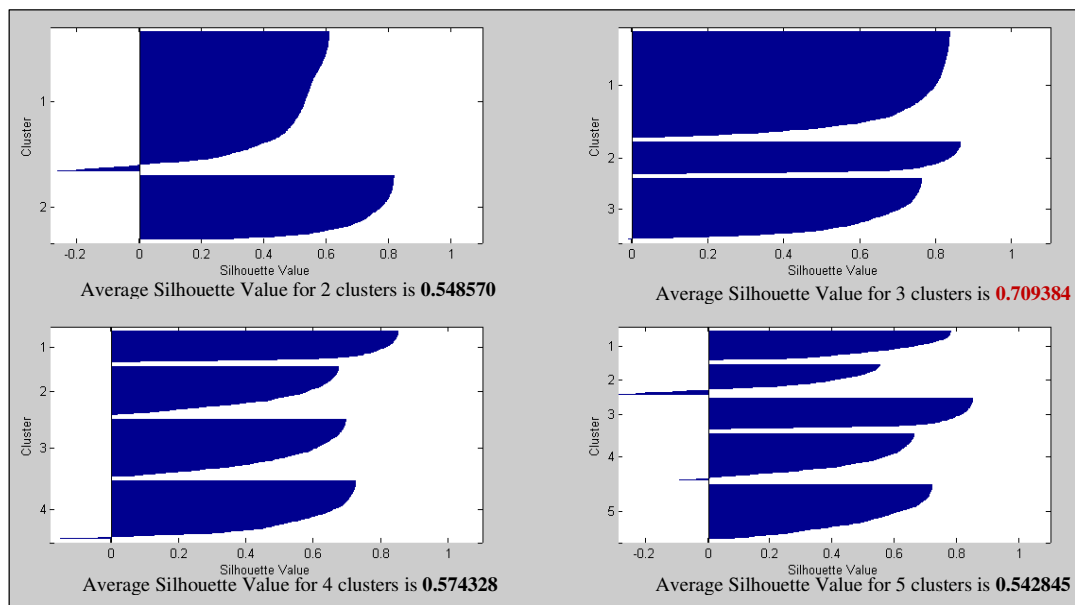 Cluster
1
2
-0.2 0 0.2 0.4 0.6 0.8 1
Silhouette Value
Average Silhouette Value for 2 clusters is 0.548570
Cluster
1
2
3
0 0.2 0.4 0.6 0.8 1
Silhouette Value
Average Silhouette Value for 3 clusters is 0.709384
Cluster
1
2
3
4
0 0.2 0.4 0.6 0.8 1
Silhouette Value
Average Silhouette Value for 4 clusters is 0.574328
Cluster
1
2
3
4
5
-0.2 0 0.2 0.4 0.6 0.8 1
Silhouette Value
Average Silhouette Value for 5 clusters is 0.542845